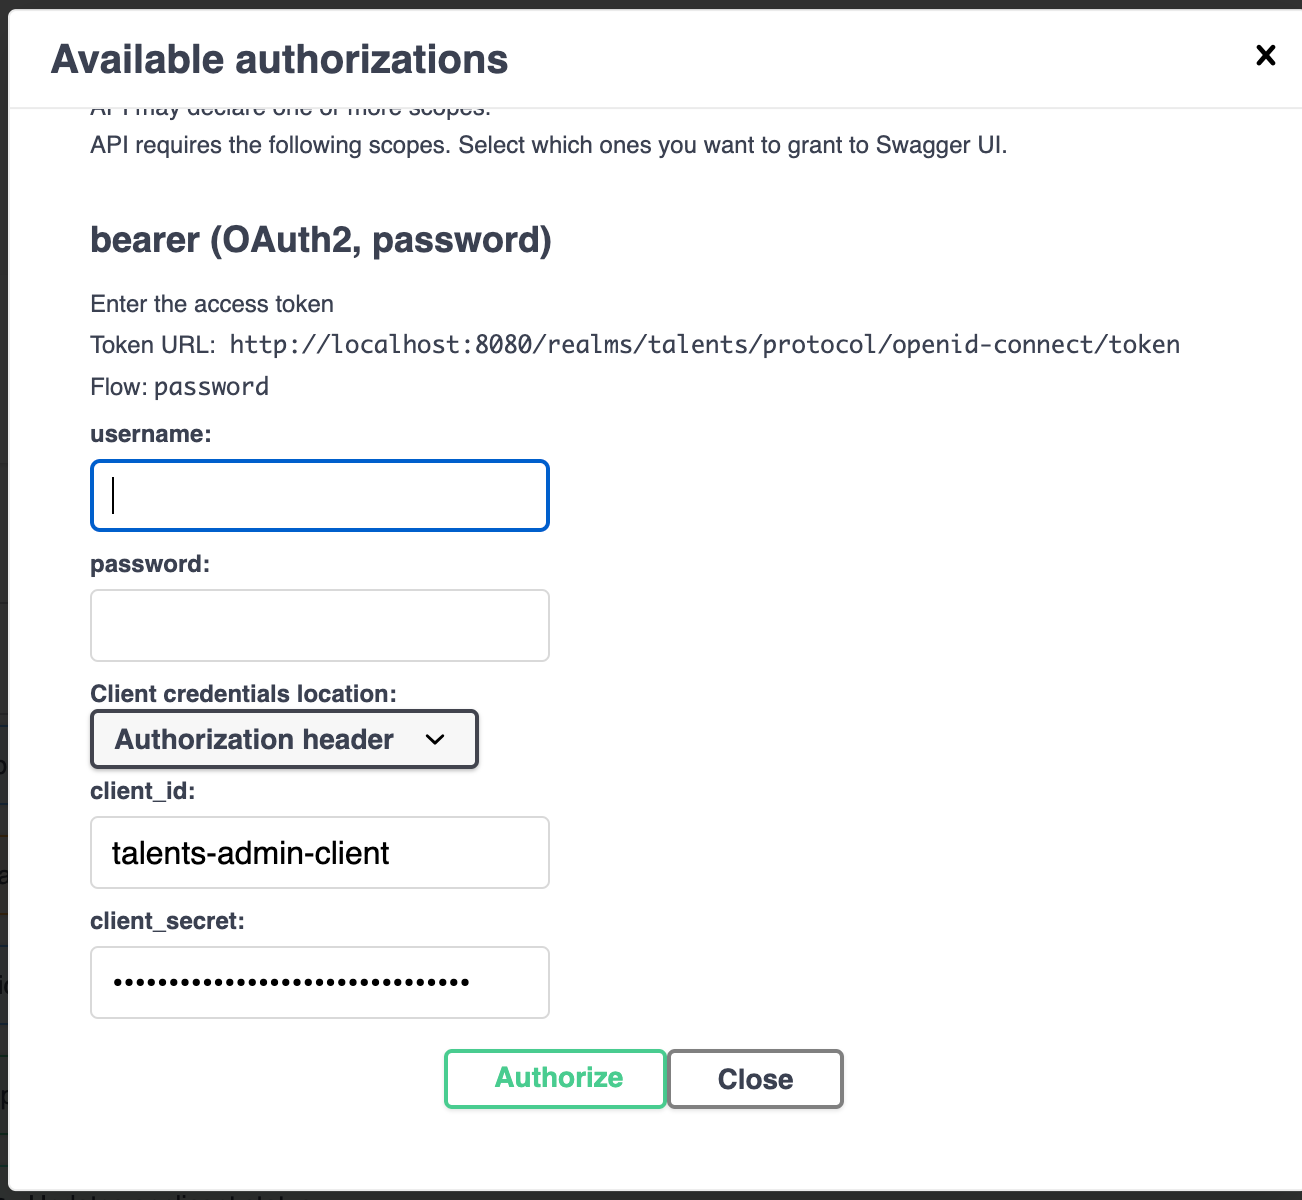 Available authorizations
API may declare one or more scopes.
API requires the following scopes. Select which ones you want to grant to Swagger UI.
bearer (OAuth2, password)
Enter the access token
Token URL: http://localhost:8080/realms/talents/protocol/openid-connect/token
Flow: password
username:
password:
Client credentials location:
Authorization header
client_id:
talents-admin-client
client_secret:
••••••••••••••••••••••••••••••••
Authorize Close